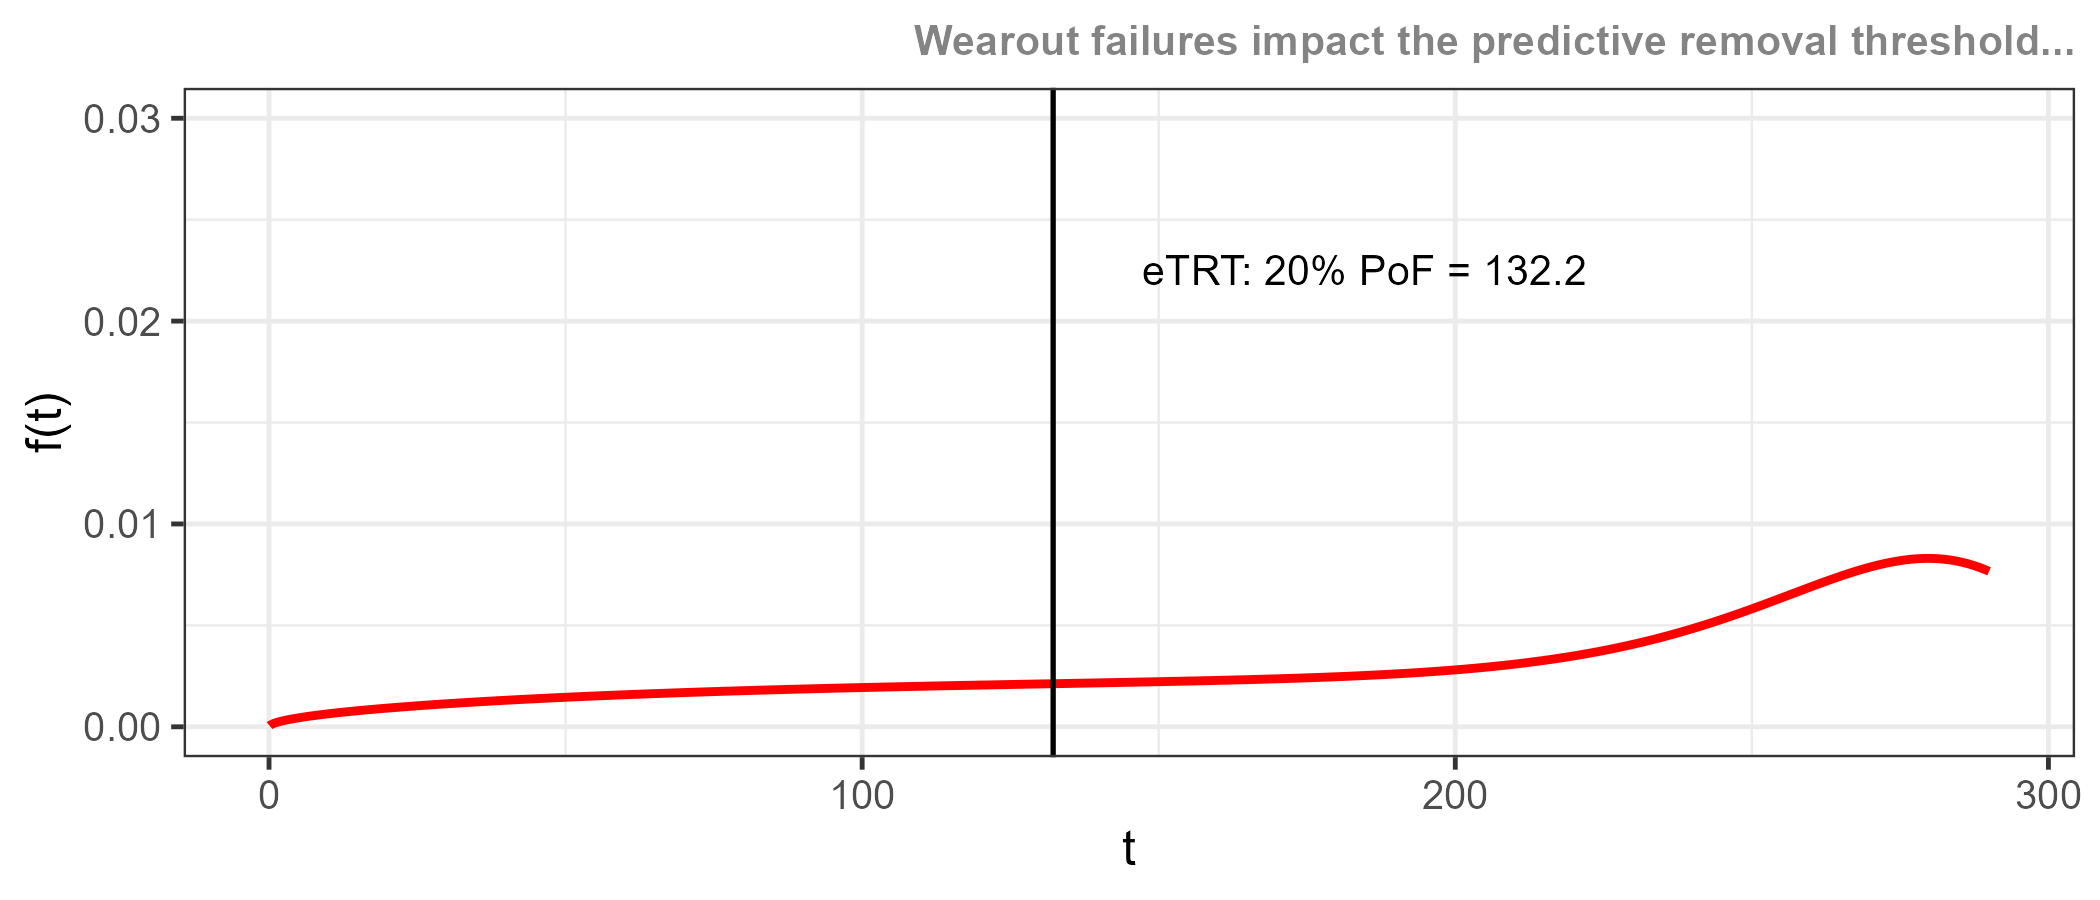 Wearout failures impact the predictive removal threshold...
0.03
eTRT: 20% PoF = 132.2
0.02
f(t)
0.01
0.00
0 100 200 300
t